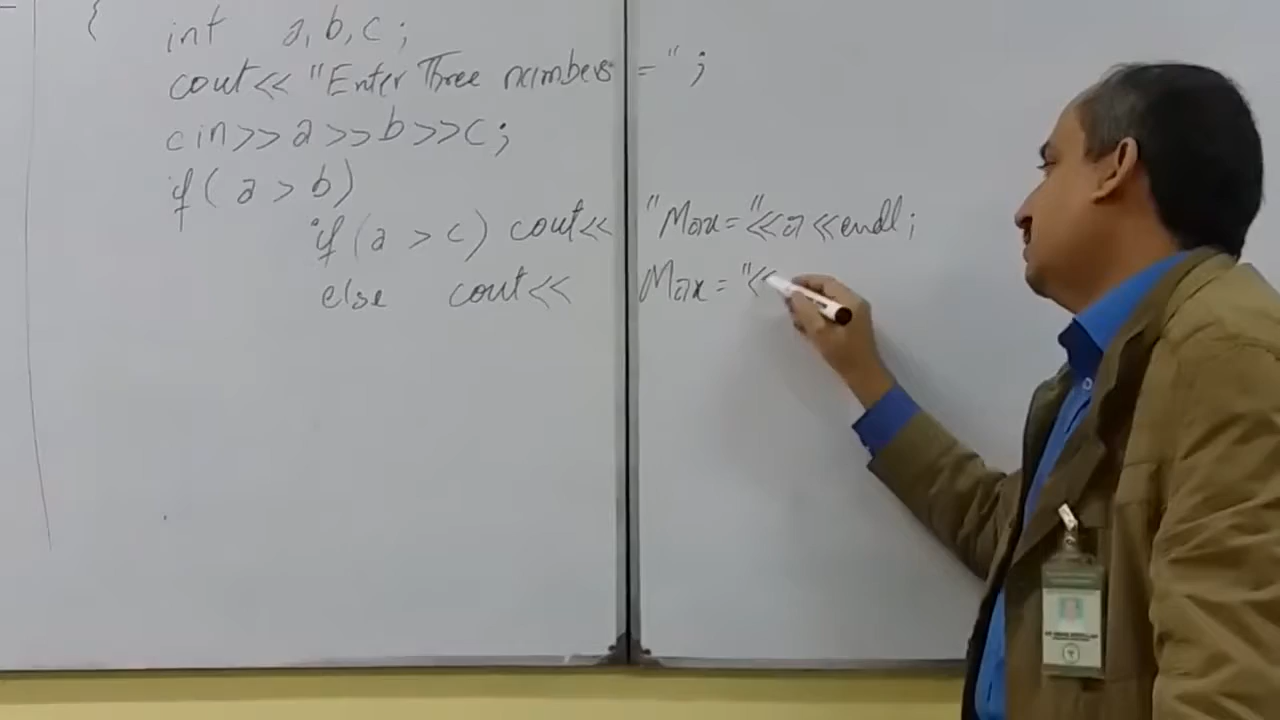 { int a, b, c ;
cout<< "Enter Three numbers = " ;
cin>>a>>b>>c;
if( a > b)
if(a > c) cout<< "Max="<<a<<endl;
else cout<< Max = "<<